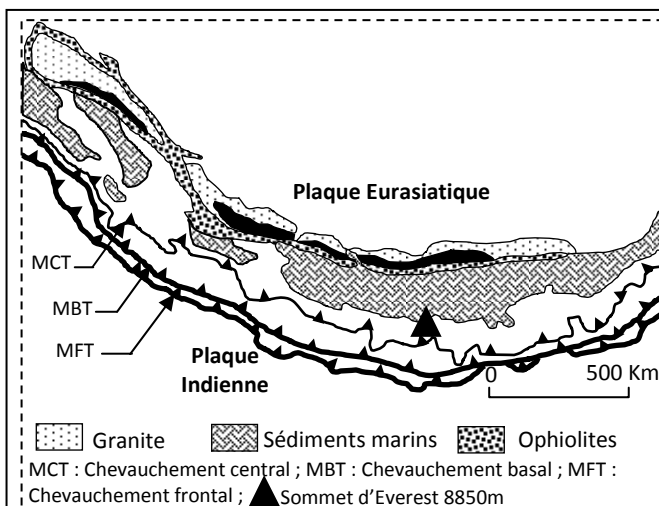 Plaque Eurasiatique
MCT
MBT
MFT
Plaque
Indienne
0 500 Km
Granite Sédiments marins Ophiolites
MCT : Chevauchement central ; MBT : Chevauchement basal ; MFT :
Chevauchement frontal ; Sommet d’Everest 8850m